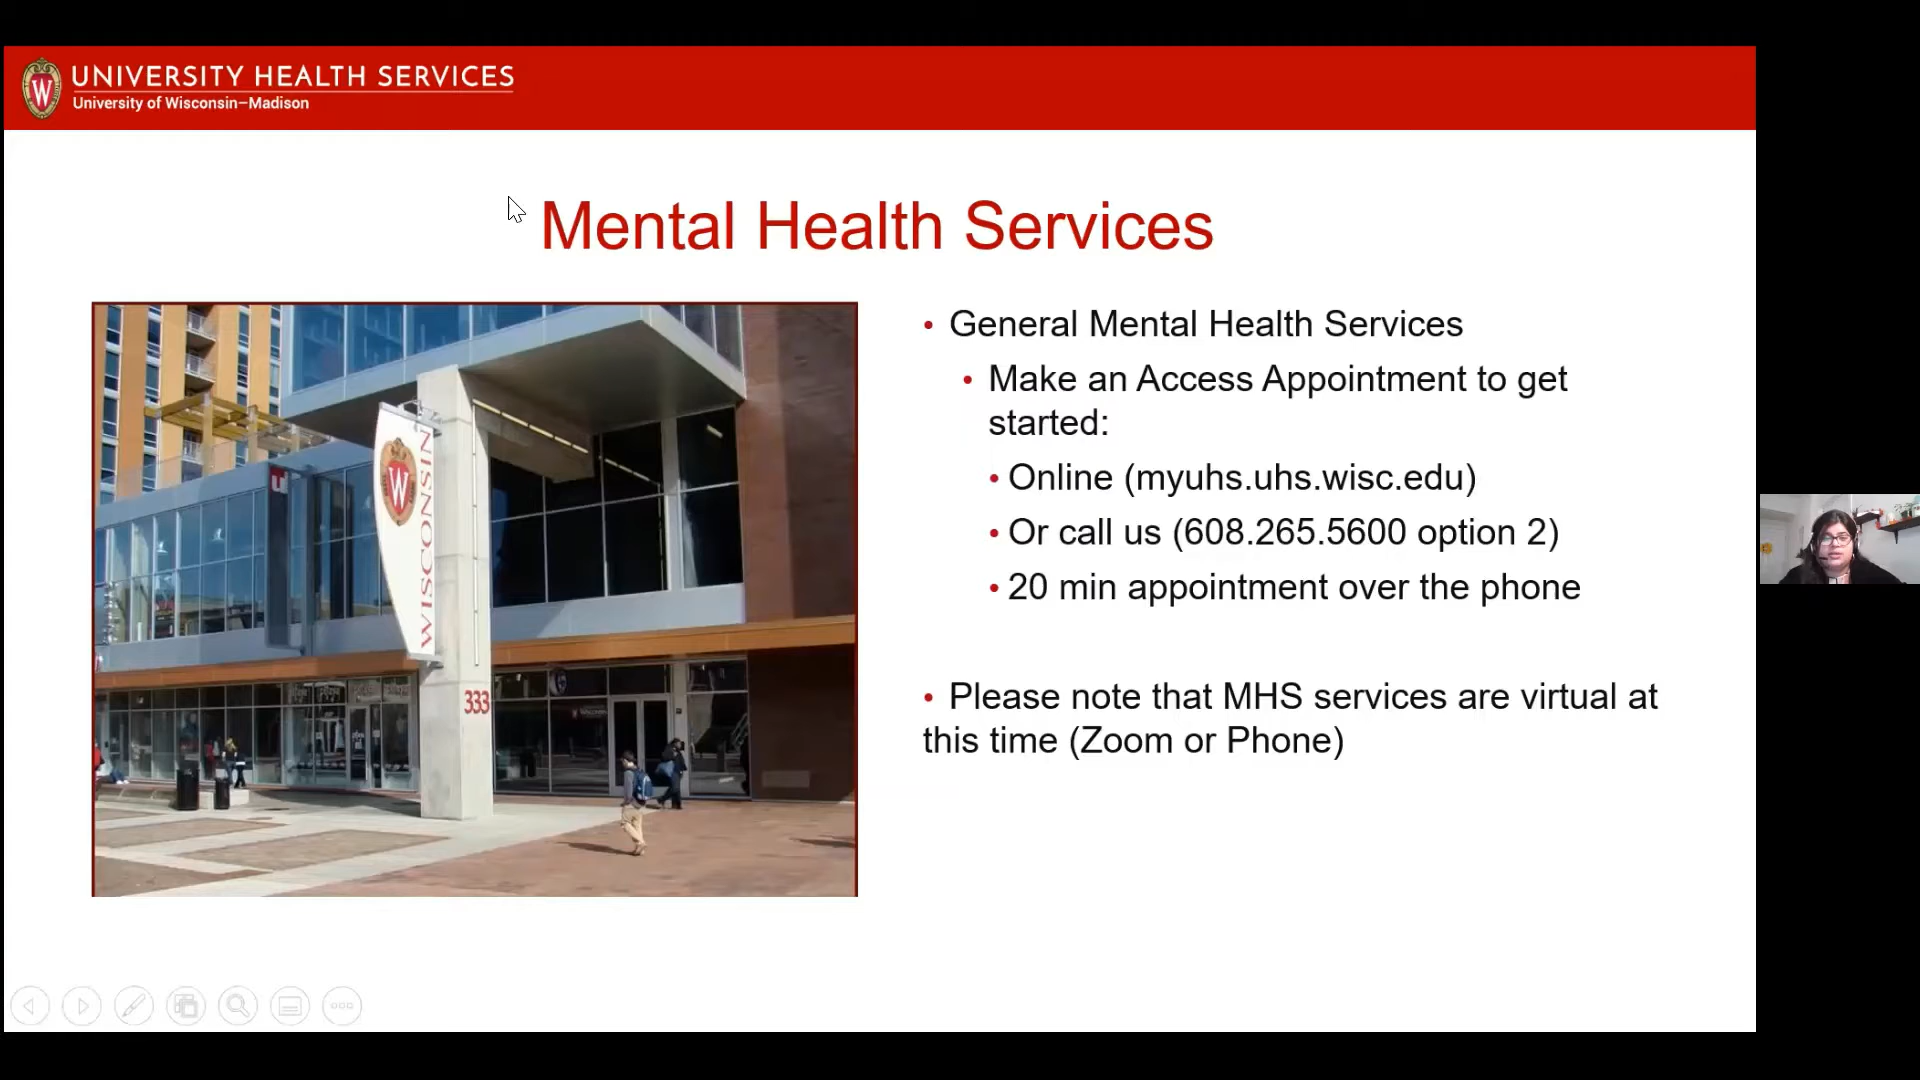 W
UNIVERSITY HEALTH SERVICES
University of Wisconsin–Madison
Mental Health Services
W
WISCONSIN
333
• General Mental Health Services
• Make an Access Appointment to get
started:
• Online (myuhs.uhs.wisc.edu)
• Or call us (608.265.5600 option 2)
• 20 min appointment over the phone
• Please note that MHS services are virtual at
this time (Zoom or Phone)